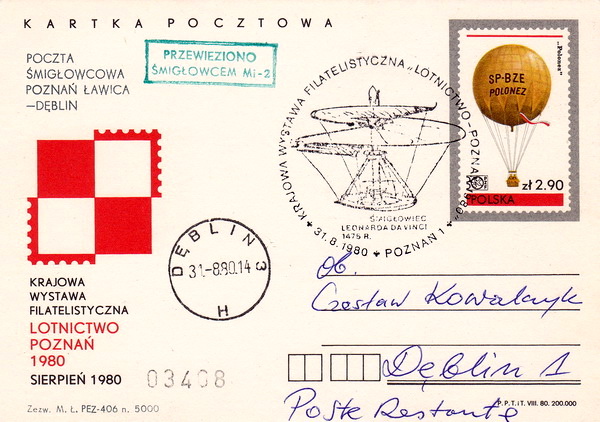 KARTKA POCZTOWA
POCZTA
ŚMIGŁOWCOWA
POZNAŃ ŁAWICA
—DĘBLIN
PRZEWIEZIONO
ŚMIGŁOWCEM Mi-2
KRAJOWA WYSTAWA FILATELISTYCZNA „LOTNICTWO-POZNAŃ 1980"
ŚMIGŁOWIEC
LEONARDA DA VINCI
1475 R.
* 31.8.1980 * POZNAŃ 1 *
„Polonez"
SP-BZE
POLONEZ
zł 2.90
POLSKA
DĘBLIN 3
31.-8.80.14
H
KRAJOWA
WYSTAWA
FILATELISTYCZNA
LOTNICTWO
POZNAŃ
1980
SIERPIEŃ 1980
03408
Zezw. M. Ł. PEZ-406 n. 5000
Ob.
Czesław Kowalczyk
Dęblin 1
Poste Restante
P.P.T.iT. VIII. 80. 200.000